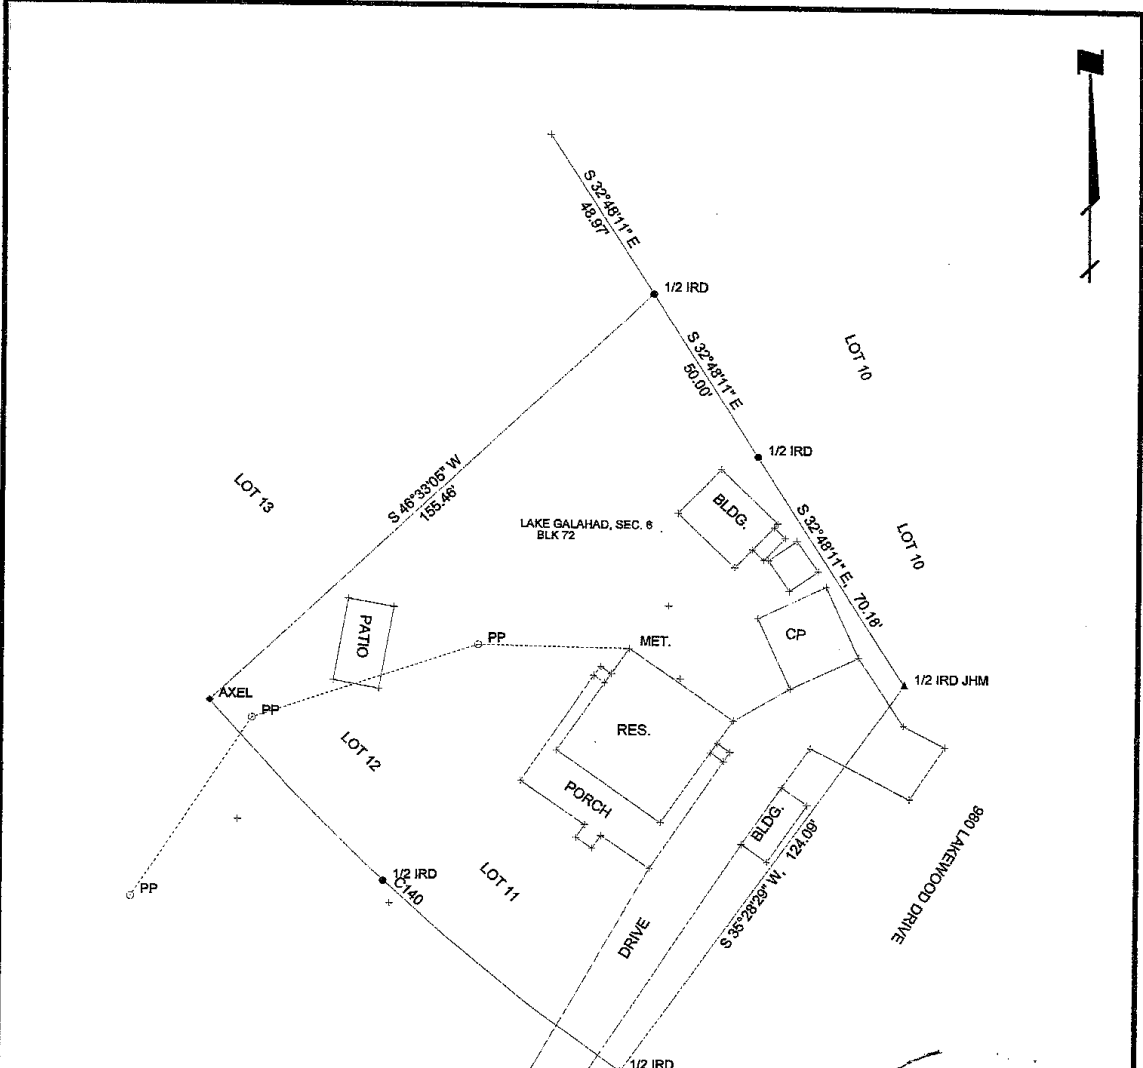 S 32°48'11" E
48.97'
1/2 IRD
S 32°48'11" E
50.00'
LOT 10
1/2 IRD
S 46°33'05" W
155.46'
LOT 13
BLDG.
LAKE GALAHAD, SEC. 6
BLK 72
S 32°48'11" E, 70.18'
LOT 10
PATIO
PP
MET.
CP
1/2 IRD JHM
AXEL
PP
LOT 12
RES.
PORCH
BLDG.
S 35°28'29" W, 124.09'
980 LAKEWOOD DRIVE
1/2 IRD
C140
PP
LOT 11
DRIVE
1/2 IRD